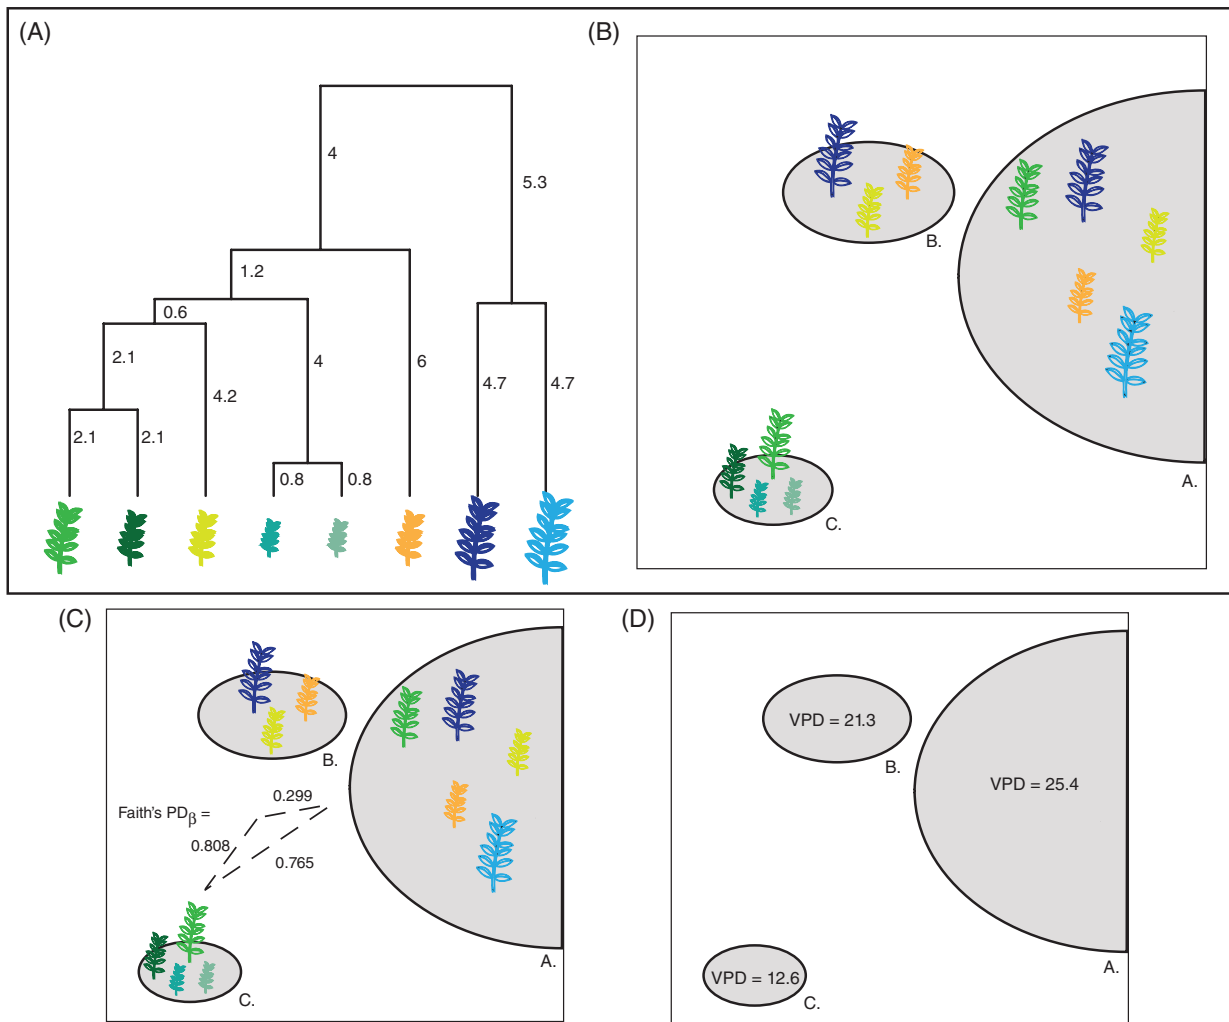 (A)
4
5.3
1.2
0.6
2.1
4
6
4.2
4.7
4.7
2.1
2.1
0.8
0.8
(B)
B.
A.
C.
(C)
B.
Faith's PDβ =
0.299
0.808
0.765
A.
C.
(D)
VPD = 21.3
B.
VPD = 25.4
A.
VPD = 12.6
C.